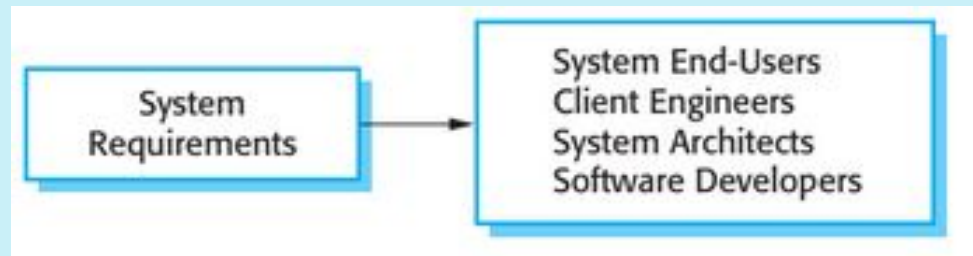 System
Requirements
System End-Users
Client Engineers
System Architects
Software Developers